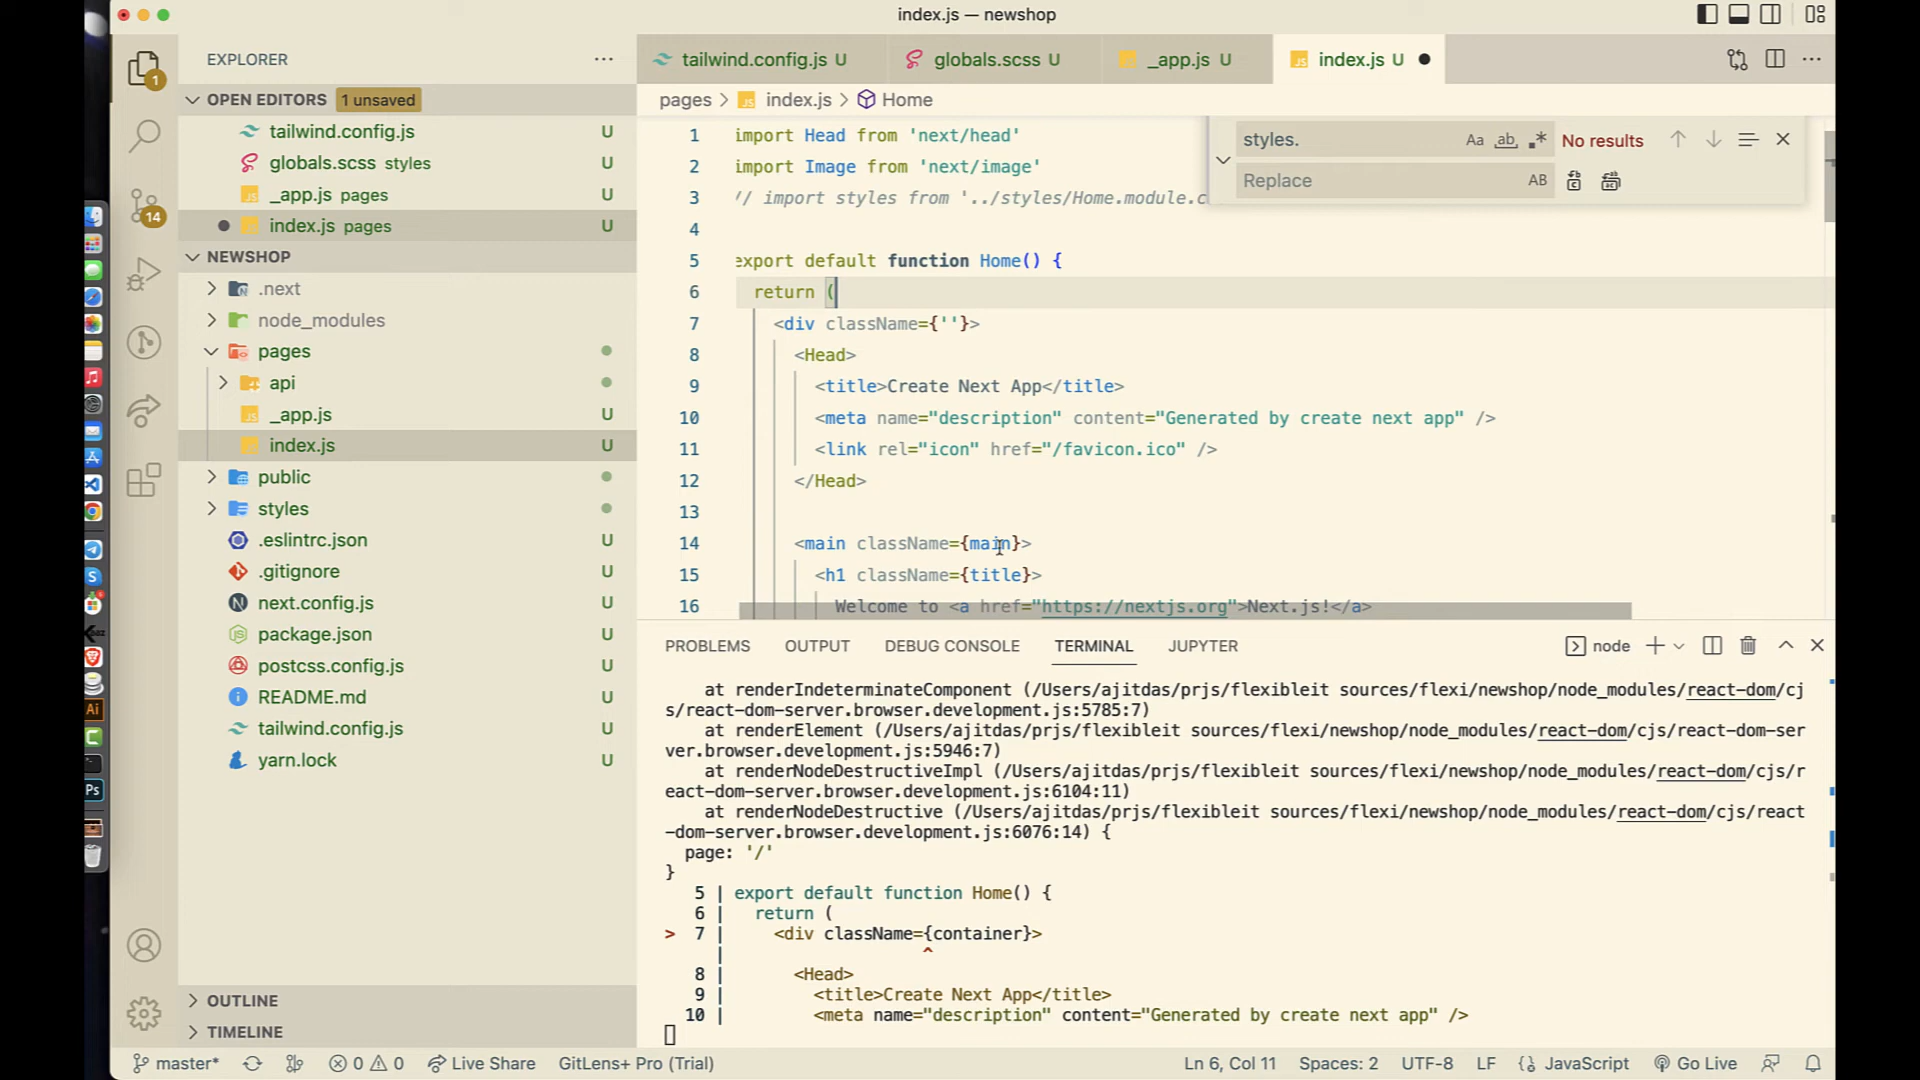 index.js — newshop
EXPLORER
OPEN EDITORS 1 unsaved
tailwind.config.js U
globals.scss styles U
_app.js pages U
index.js pages U
NEWSHOP
.next
node_modules
pages
api
_app.js U
index.js U
public
styles
.eslintrc.json U
.gitignore U
next.config.js U
package.json U
postcss.config.js U
README.md U
tailwind.config.js U
yarn.lock U
OUTLINE
TIMELINE
1
14
tailwind.config.js U
globals.scss U
_app.js U
index.js U
pages > index.js > Home
styles. Aa ab .* No results
Replace AB
1 import Head from 'next/head'
2 import Image from 'next/image'
3 // import styles from '../styles/Home.module.c
4
5 export default function Home() {
6 return (
7 <div className={''}>
8 <Head>
9 <title>Create Next App</title>
10 <meta name="description" content="Generated by create next app" />
11 <link rel="icon" href="/favicon.ico" />
12 </Head>
13
14 <main className={main}>
15 <h1 className={title}>
16 Welcome to <a href="https://nextjs.org">Next.js!</a>
PROBLEMS OUTPUT DEBUG CONSOLE TERMINAL JUPYTER node
at renderIndeterminateComponent (/Users/ajitdas/prjs/flexibleit sources/flexi/newshop/node_modules/react-dom/cj
s/react-dom-server.browser.development.js:5785:7)
at renderElement (/Users/ajitdas/prjs/flexibleit sources/flexi/newshop/node_modules/react-dom/cjs/react-dom-ser
ver.browser.development.js:5946:7)
at renderNodeDestructiveImpl (/Users/ajitdas/prjs/flexibleit sources/flexi/newshop/node_modules/react-dom/cjs/r
eact-dom-server.browser.development.js:6104:11)
at renderNodeDestructive (/Users/ajitdas/prjs/flexibleit sources/flexi/newshop/node_modules/react-dom/cjs/react
-dom-server.browser.development.js:6076:14) {
page: '/'
}
5 | export default function Home() {
6 | return (
> 7 | <div className={container}>
| ^
8 | <Head>
9 | <title>Create Next App</title>
10 | <meta name="description" content="Generated by create next app" />
master* 0 0 Live Share GitLens+ Pro (Trial) Ln 6, Col 11 Spaces: 2 UTF-8 LF {} JavaScript Go Live
Ai
Ps